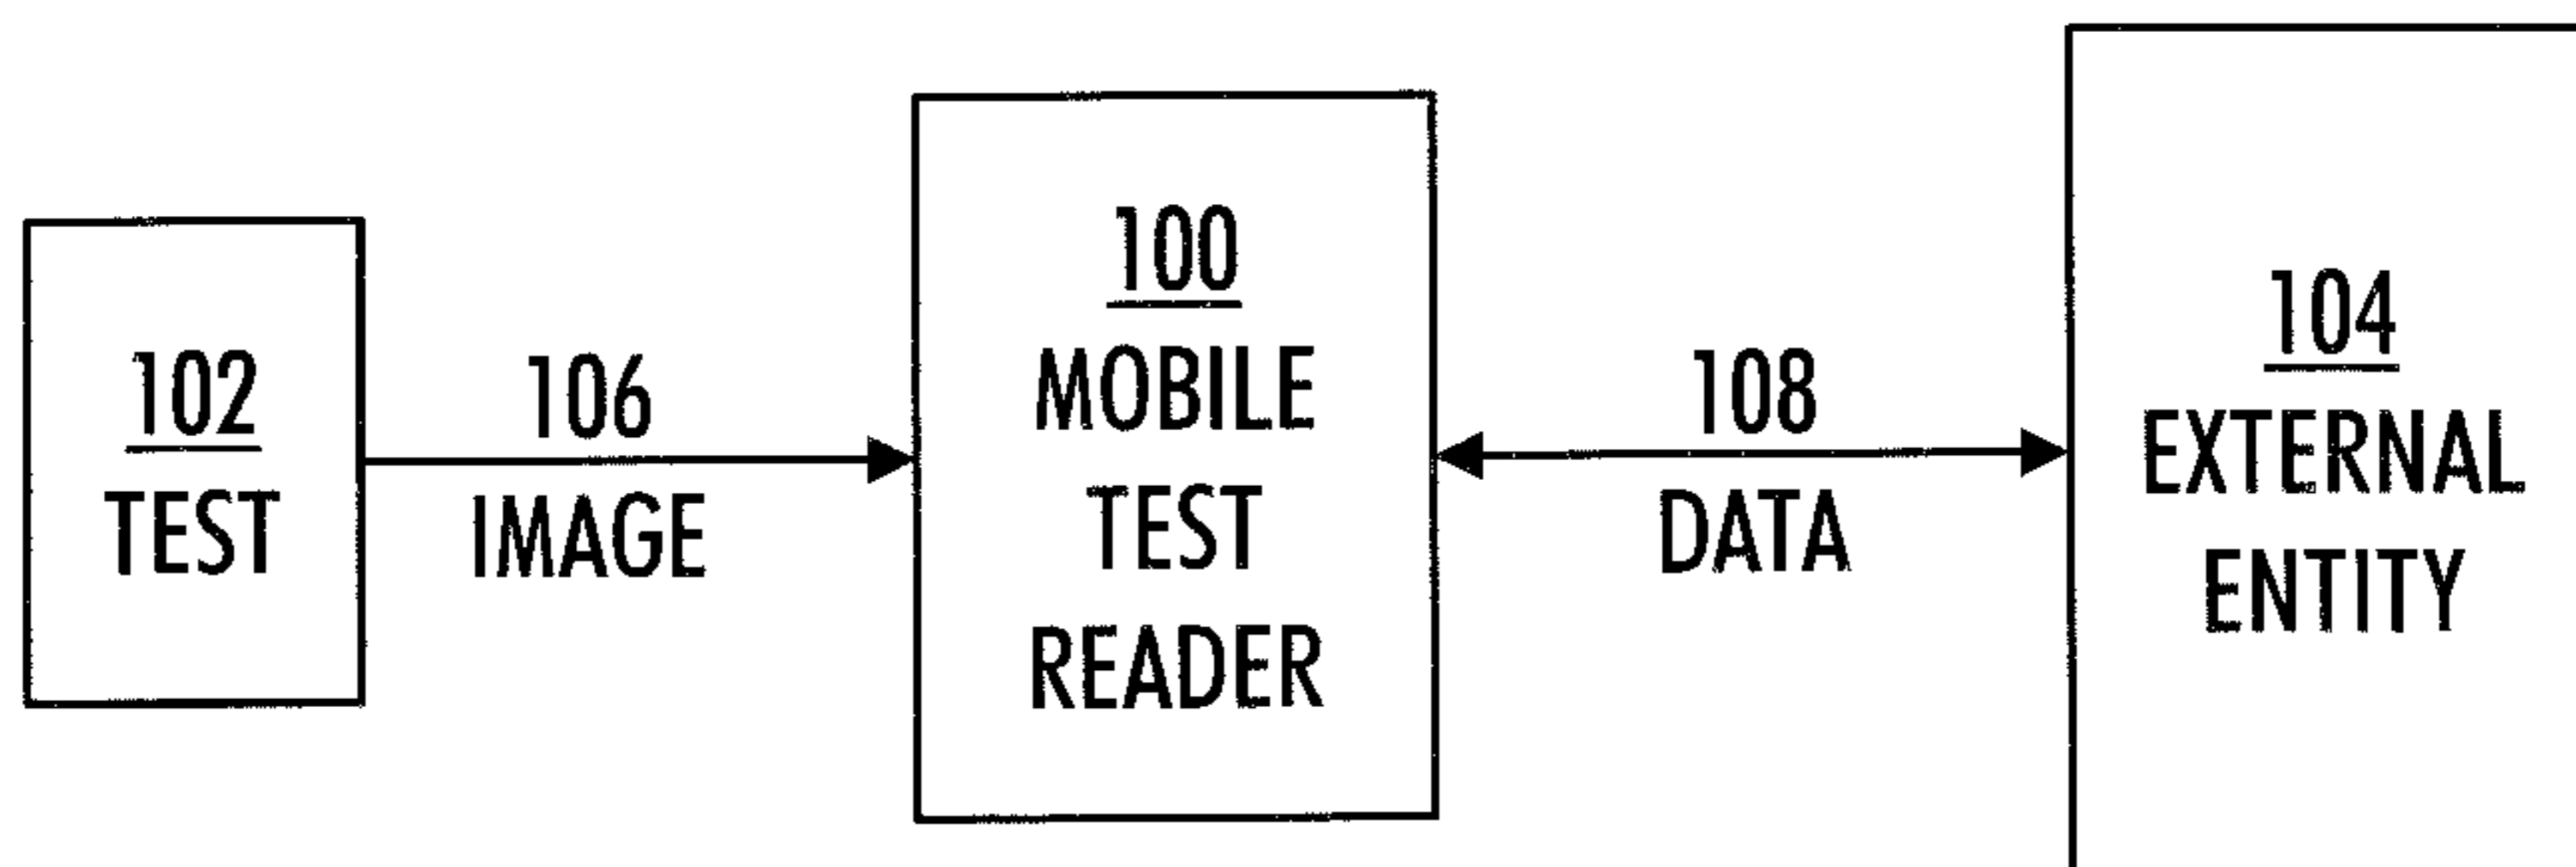 102
TEST
106
IMAGE
100
MOBILE
TEST
READER
108
DATA
104
EXTERNAL
ENTITY